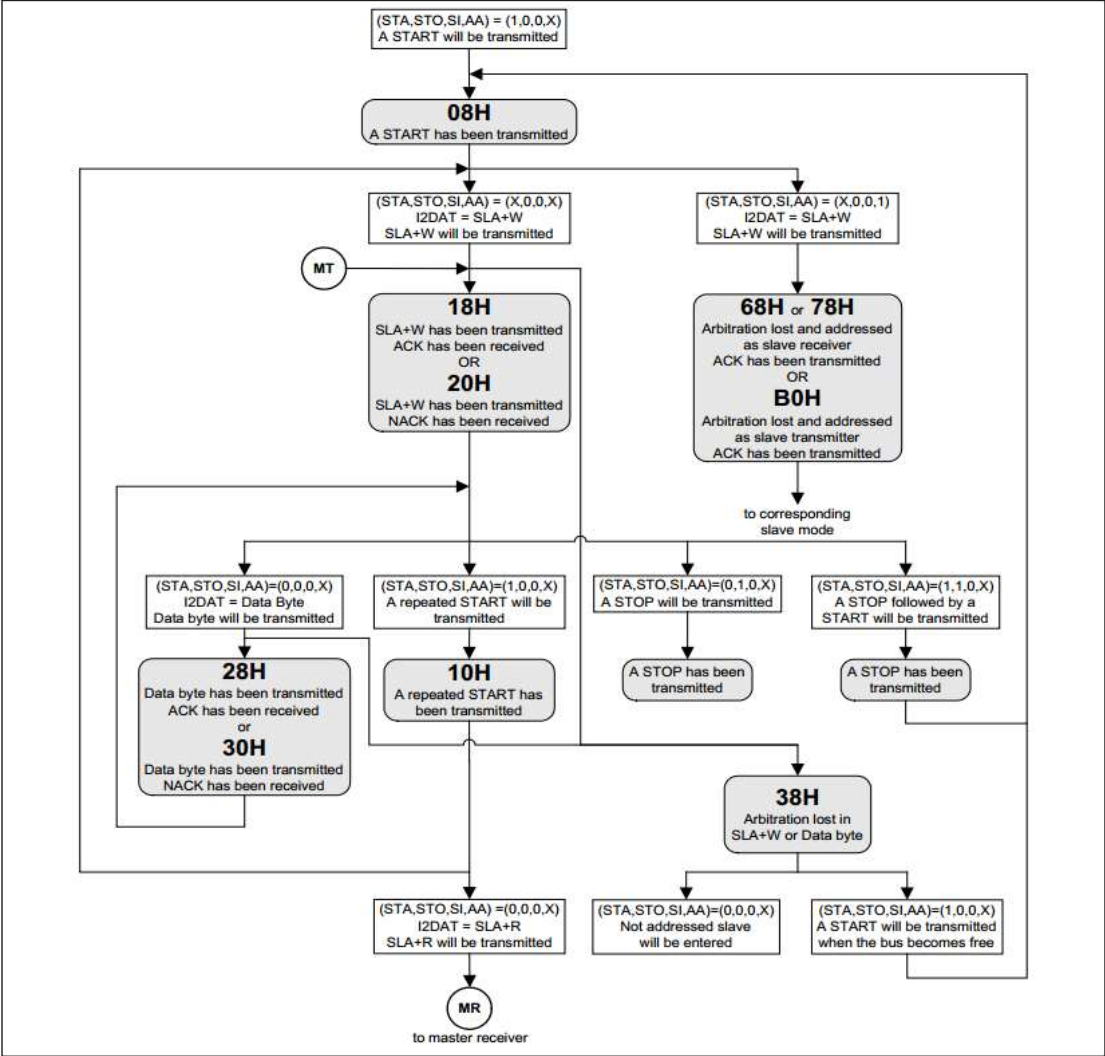 (STA,STO,SI,AA) = (1,0,0,X)
A START will be transmitted
08H
A START has been transmitted
(STA,STO,SI,AA) = (X,0,0,X)
I2DAT = SLA+W
SLA+W will be transmitted
(STA,STO,SI,AA) = (X,0,0,1)
I2DAT = SLA+W
SLA+W will be transmitted
MT
18H
SLA+W has been transmitted
ACK has been received
OR
20H
SLA+W has been transmitted
NACK has been received
68H or 78H
Arbitration lost and addressed
as slave receiver
ACK has been transmitted
OR
B0H
Arbitration lost and addressed
as slave transmitter
ACK has been transmitted
to corresponding
slave mode
(STA,STO,SI,AA)=(0,0,0,X)
I2DAT = Data Byte
Data byte will be transmitted
(STA,STO,SI,AA)=(1,0,0,X)
A repeated START will be
transmitted
(STA,STO,SI,AA)=(0,1,0,X)
A STOP will be transmitted
(STA,STO,SI,AA)=(1,1,0,X)
A STOP followed by a
START will be transmitted
28H
Data byte has been transmitted
ACK has been received
or
30H
Data byte has been transmitted
NACK has been received
10H
A repeated START has
been transmitted
A STOP has been
transmitted
A STOP has been
transmitted
38H
Arbitration lost in
SLA+W or Data byte
(STA,STO,SI,AA) =(0,0,0,X)
I2DAT = SLA+R
SLA+R will be transmitted
(STA,STO,SI,AA)=(0,0,0,X)
Not addressed slave
will be entered
(STA,STO,SI,AA)=(1,0,0,X)
A START will be transmitted
when the bus becomes free
MR
to master receiver